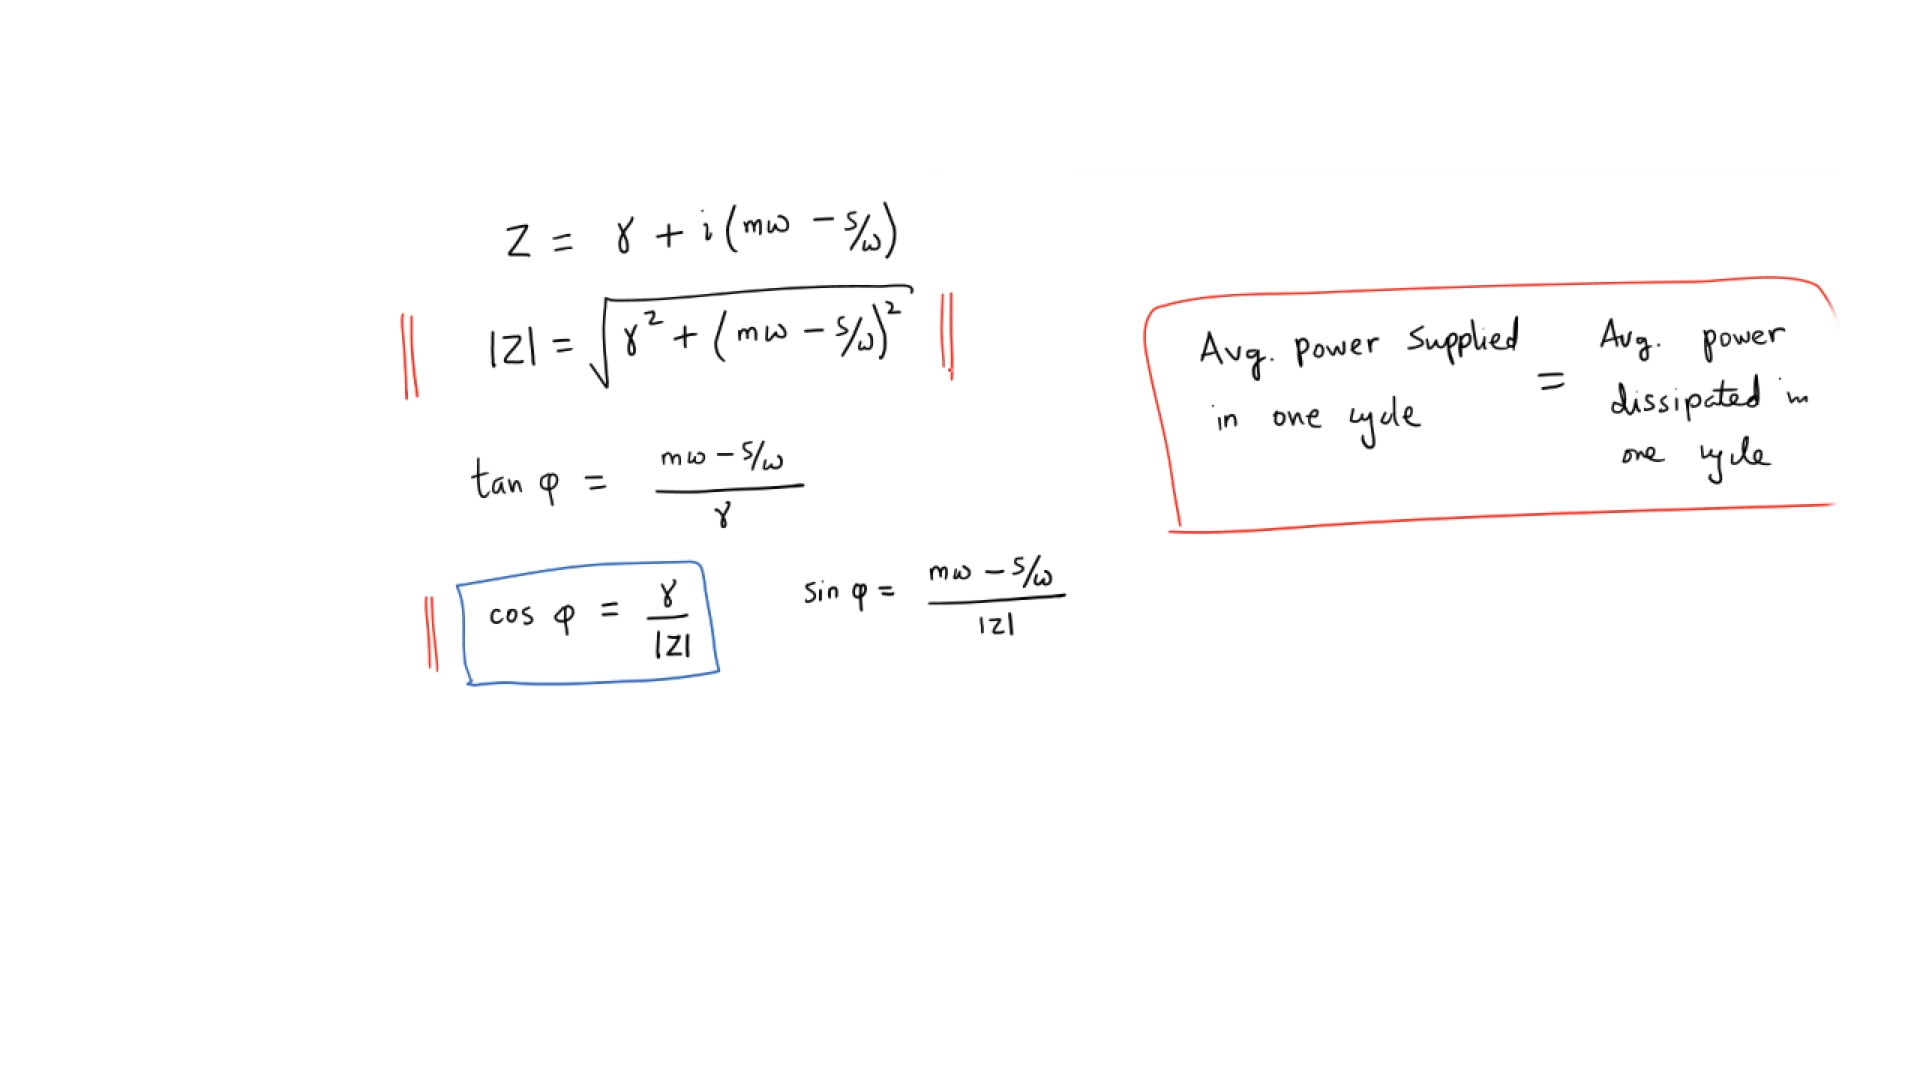 Z = γ + i(mω − s/ω)
|Z| = √(γ² + (mω − s/ω)²)
tan φ = (mω − s/ω)/γ
cos φ = γ/|Z|
sin φ = (mω − s/ω)/|Z|
Avg. power supplied
in one cycle
=
Avg. power
dissipated in
one cycle